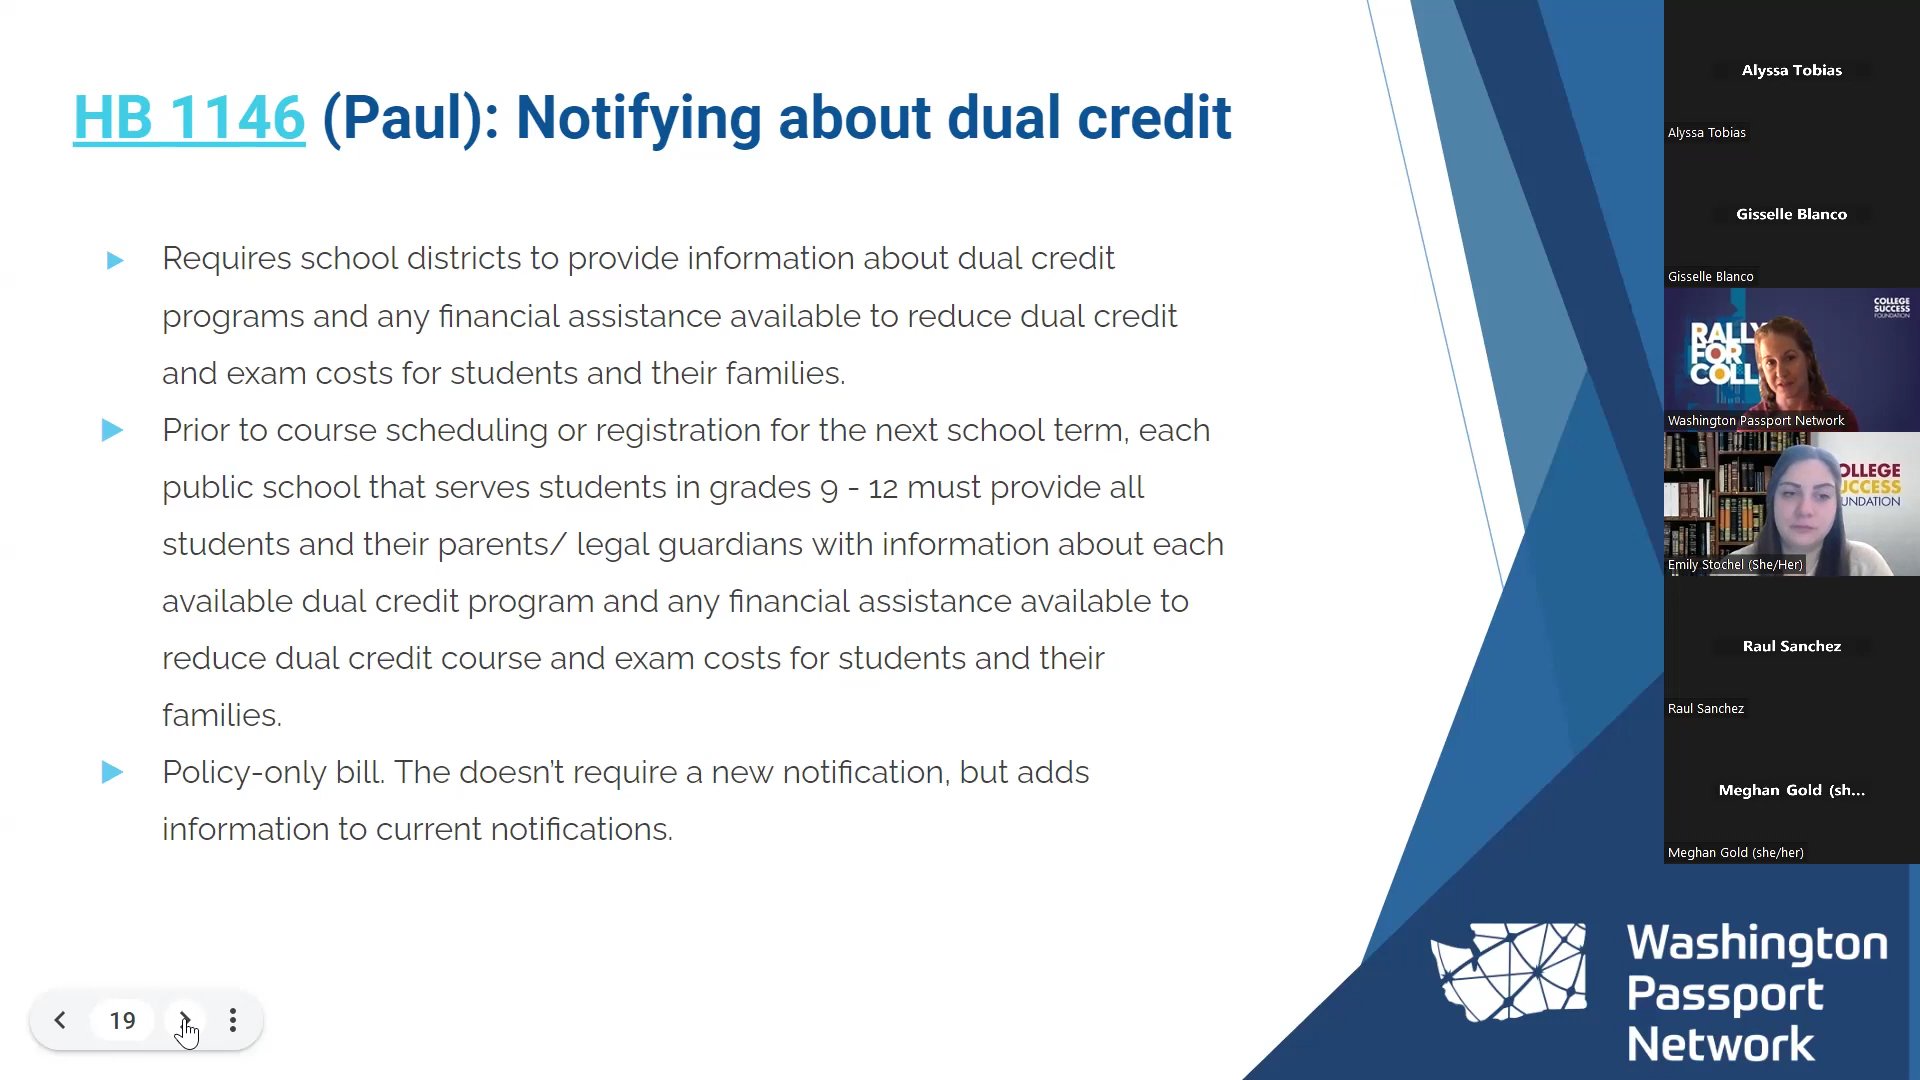 HB 1146 (Paul): Notifying about dual credit
Requires school districts to provide information about dual credit
programs and any financial assistance available to reduce dual credit
and exam costs for students and their families.
Prior to course scheduling or registration for the next school term, each
public school that serves students in grades 9 - 12 must provide all
students and their parents/ legal guardians with information about each
available dual credit program and any financial assistance available to
reduce dual credit course and exam costs for students and their
families.
Policy-only bill. The doesn't require a new notification, but adds
information to current notifications.
19
Washington
Passport
Network
Alyssa Tobias
Alyssa Tobias
Gisselle Blanco
Gisselle Blanco
COLLEGE
SUCCESS
FOUNDATION
RALLY
FOR
COLL
Washington Passport Network
OLLEGE
UCCESS
UNDATION
Emily Stochel (She/Her)
Raul Sanchez
Raul Sanchez
Meghan Gold (sh...
Meghan Gold (she/her)